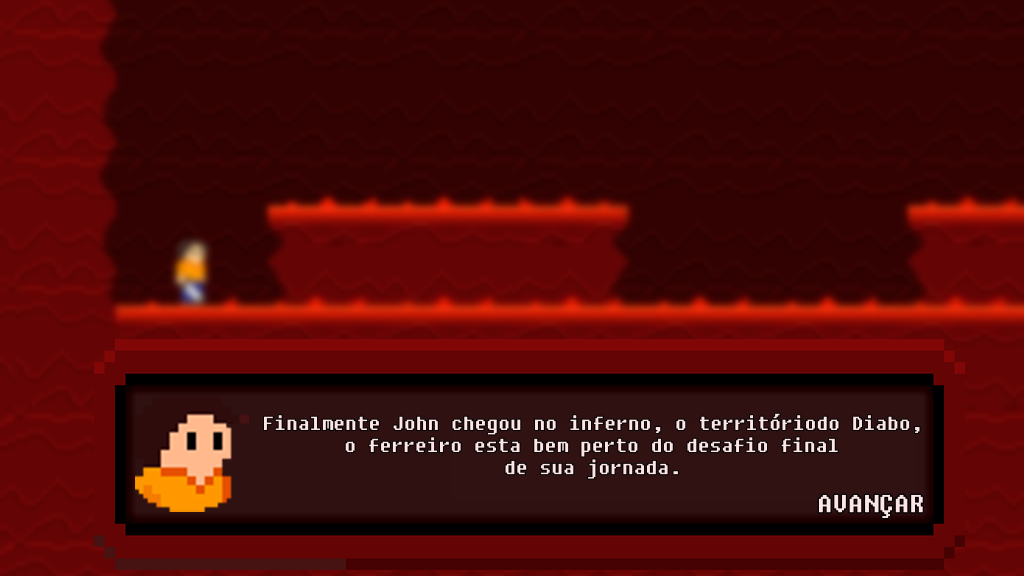 Finalmente John chegou no inferno, o territóriodo Diabo,
o ferreiro esta bem perto do desafio final
de sua jornada.
AVANÇAR